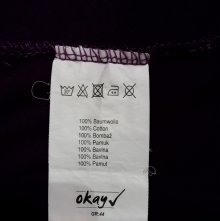 100% Baumwolle
100% Cotton
100% Bombaž
100% Pamuk
100% Bavlna
100% Bavlna
100% Pamut
okay
GR:44